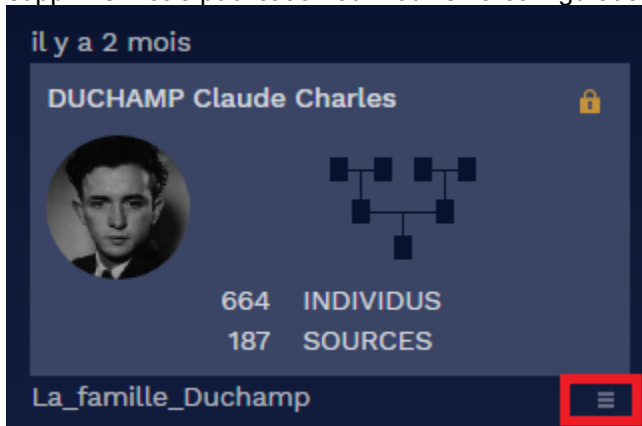 il y a 2 mois
DUCHAMP Claude Charles
664 INDIVIDUS
187 SOURCES
La_famille_Duchamp